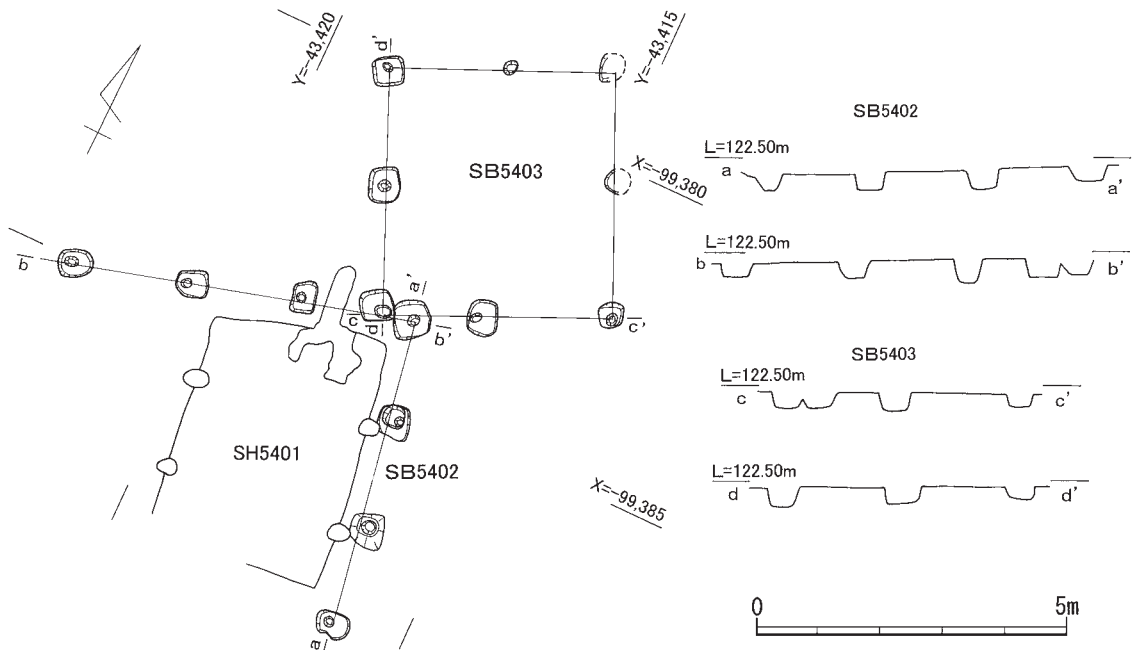 Y=-43,420
d'
Y=-43,415
SB5403
X=-99,380
b
a'
c
d
b'
c'
SH5401
SB5402
X=-99,385
a
SB5402
L=122.50m
a
a'
L=122.50m
b
b'
SB5403
L=122.50m
c
c'
L=122.50m
d
d'
0
5m